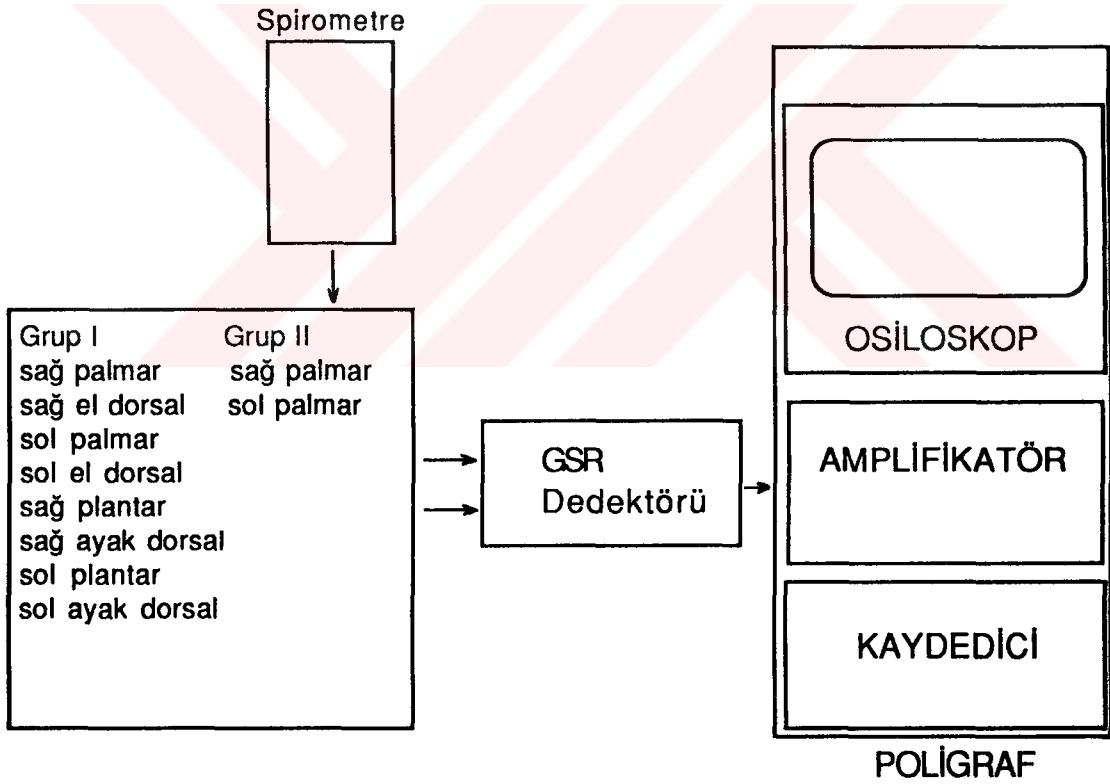 Spirometre
Grup I Grup II
sağ palmar sağ palmar
sağ el dorsal sol palmar
sol palmar
sol el dorsal
sağ plantar
sağ ayak dorsal
sol plantar
sol ayak dorsal
GSR
Dedektörü
OSİLOSKOP
AMPLİFİKATÖR
KAYDEDİCİ
POLİGRAF